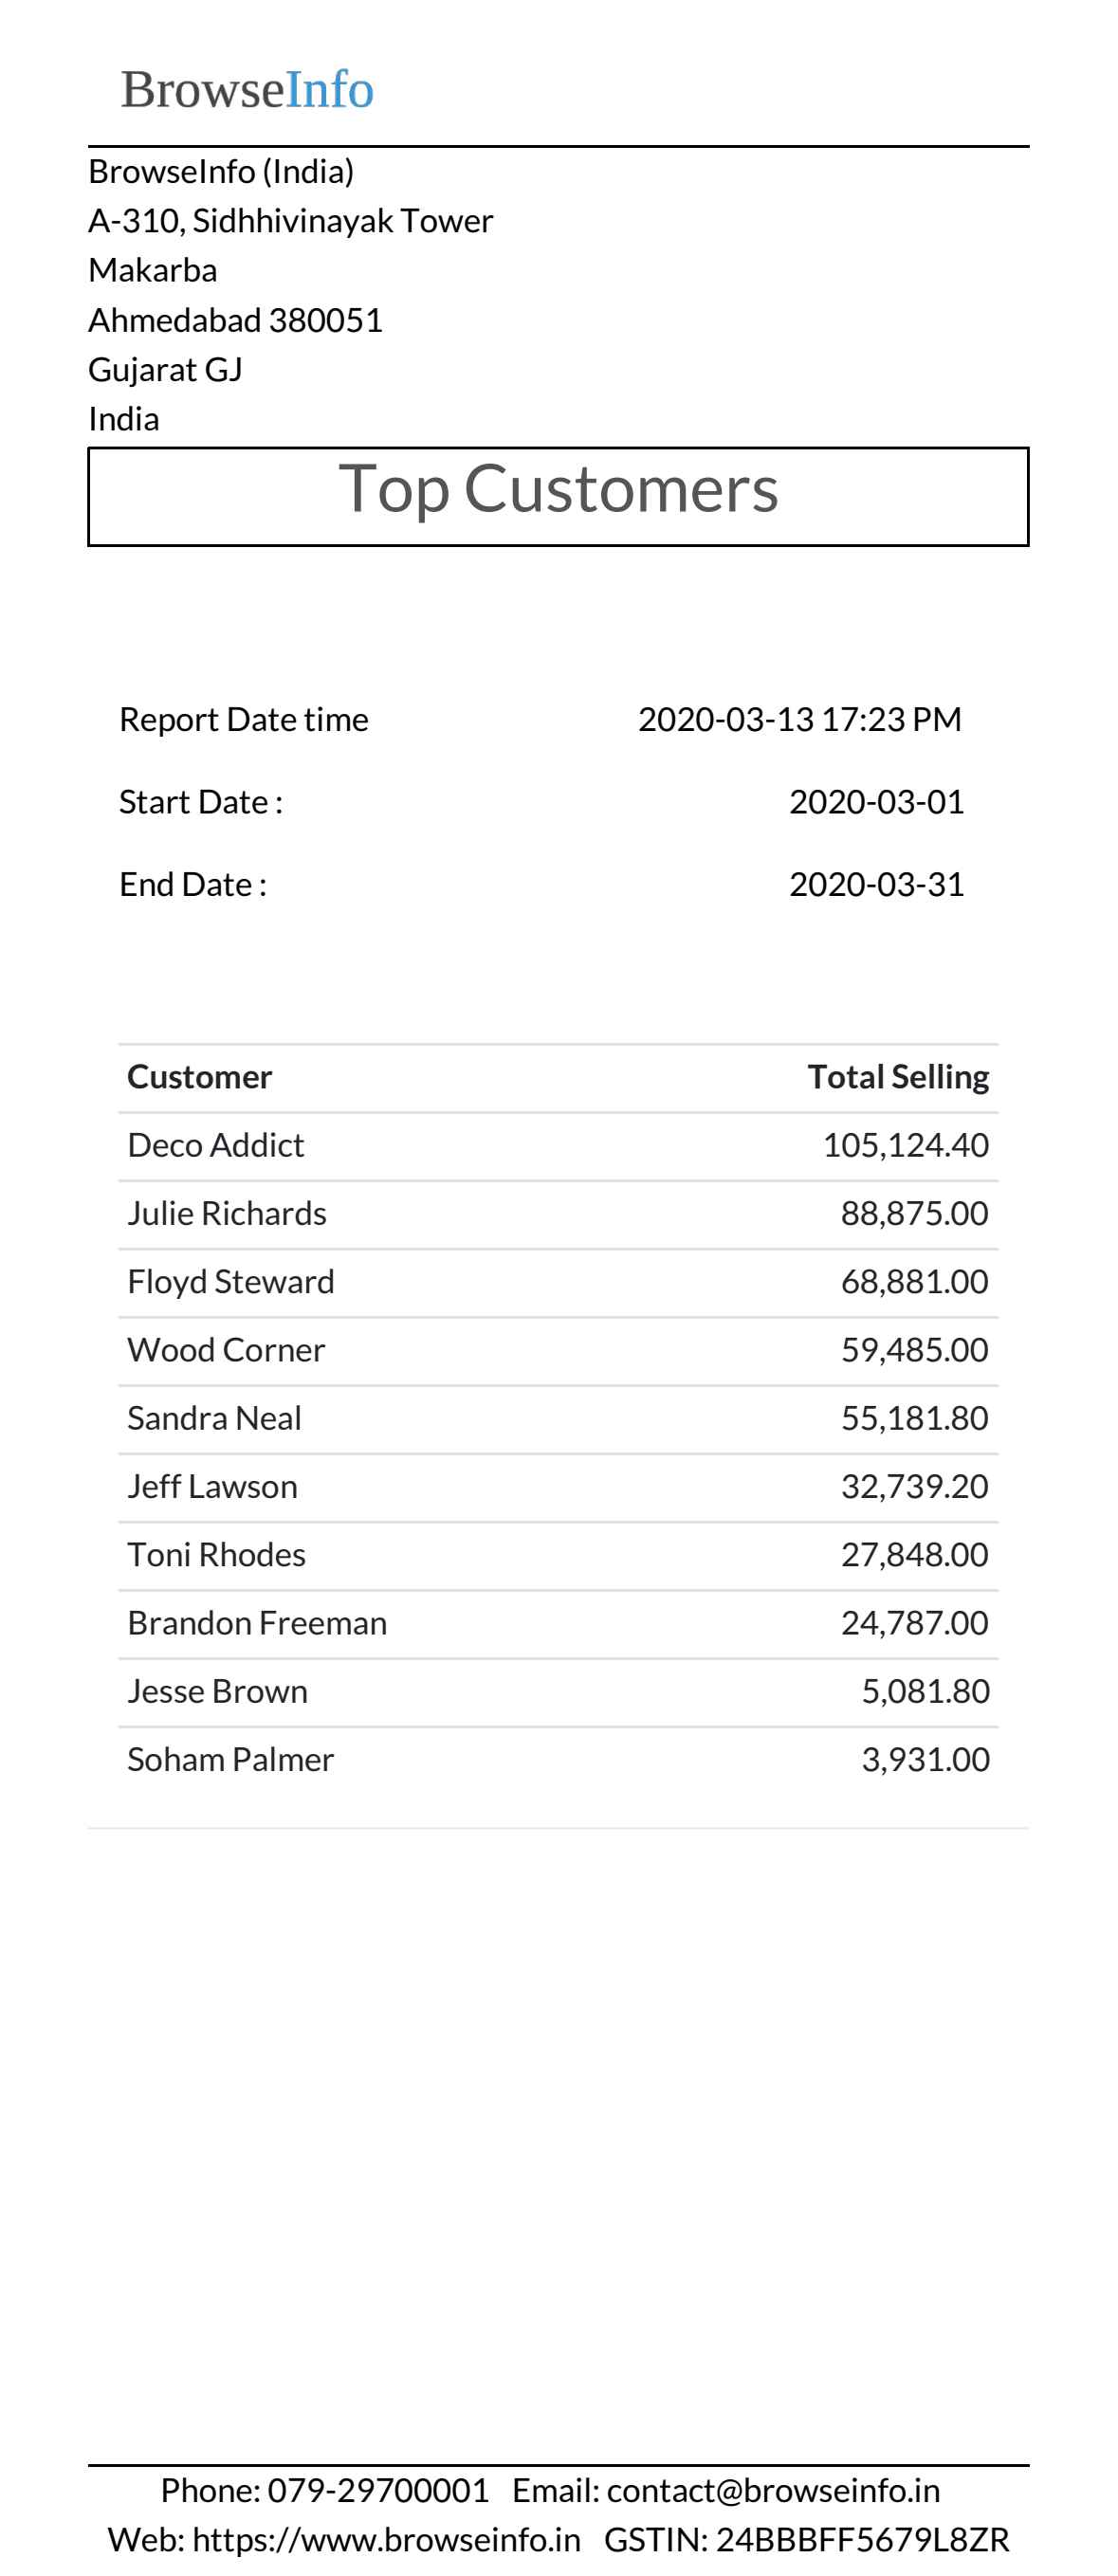 BrowseInfo
BrowseInfo (India)
A-310, Sidhhivinayak Tower
Makarba
Ahmedabad 380051
Gujarat GJ
India
Top Customers
Report Date time 2020-03-13 17:23 PM
Start Date : 2020-03-01
End Date : 2020-03-31
Customer Total Selling
Deco Addict 105,124.40
Julie Richards 88,875.00
Floyd Steward 68,881.00
Wood Corner 59,485.00
Sandra Neal 55,181.80
Jeff Lawson 32,739.20
Toni Rhodes 27,848.00
Brandon Freeman 24,787.00
Jesse Brown 5,081.80
Soham Palmer 3,931.00
Phone: 079-29700001 Email: contact@browseinfo.in
Web: https://www.browseinfo.in GSTIN: 24BBBFF5679L8ZR